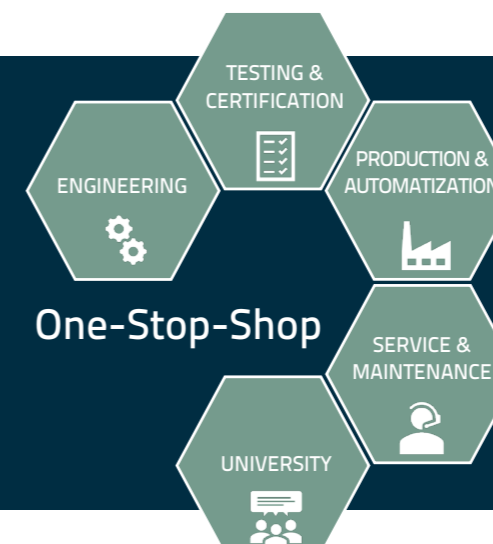 TESTING &
CERTIFICATION
ENGINEERING
PRODUCTION &
AUTOMATIZATION
One-Stop-Shop
SERVICE &
MAINTENANCE
UNIVERSITY